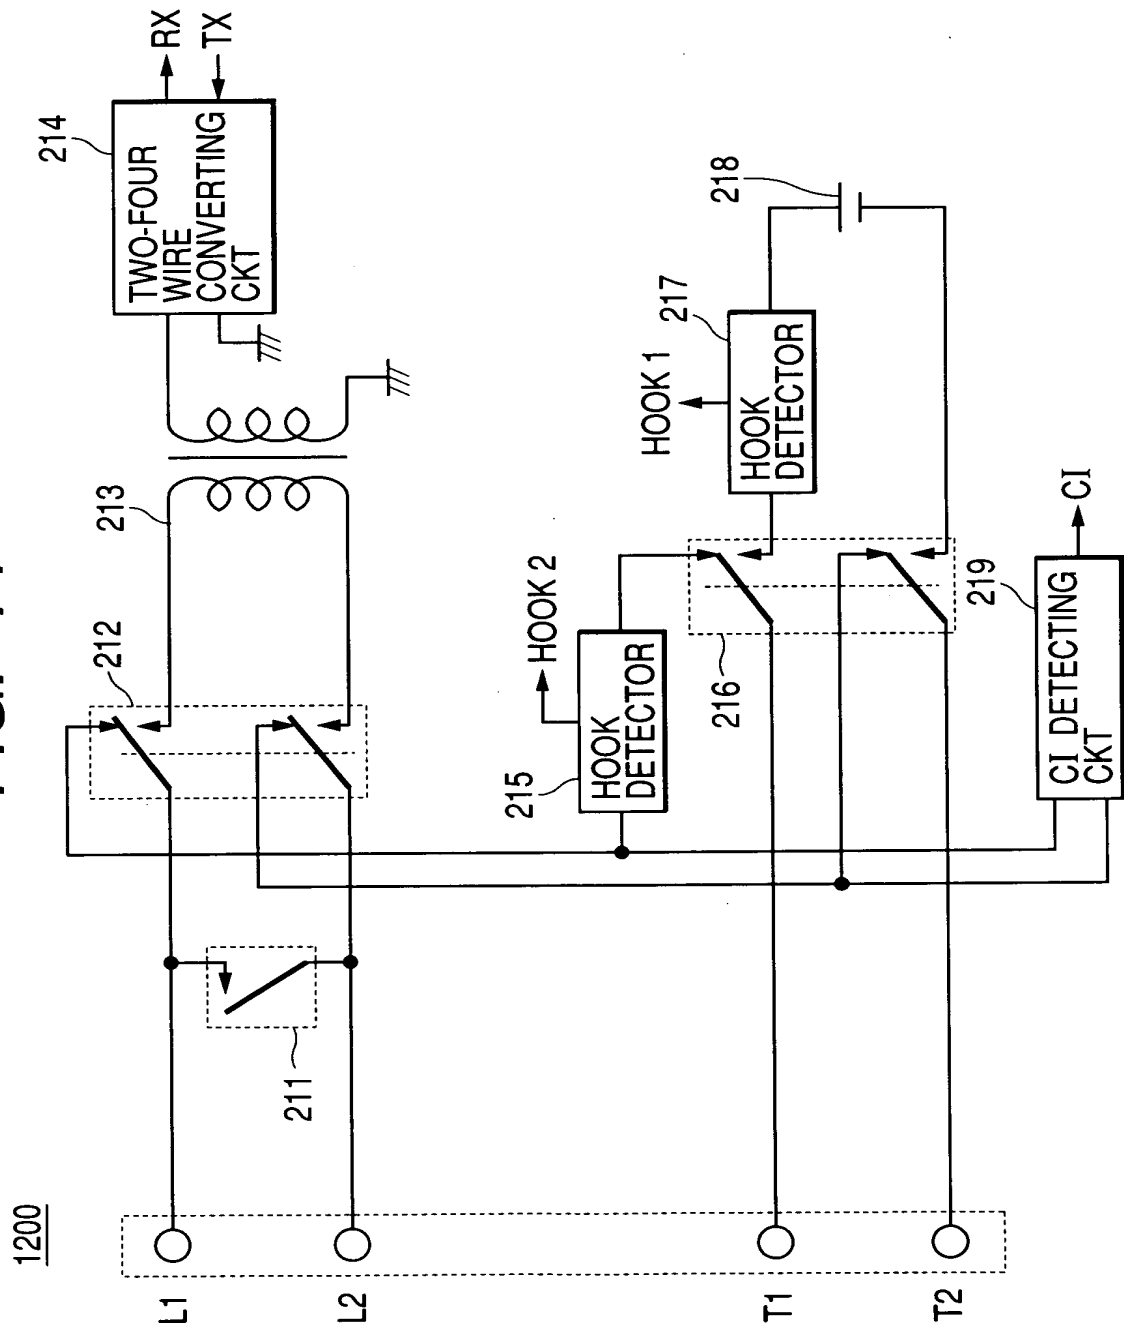 1200
L1
L2
T1
T2
211
212
213
214
TWO-FOUR
WIRE
CONVERTING
CKT
RX
TX
215
HOOK
DETECTOR
HOOK 2
216
217
HOOK
DETECTOR
HOOK 1
218
219
CI DETECTING
CKT
CI